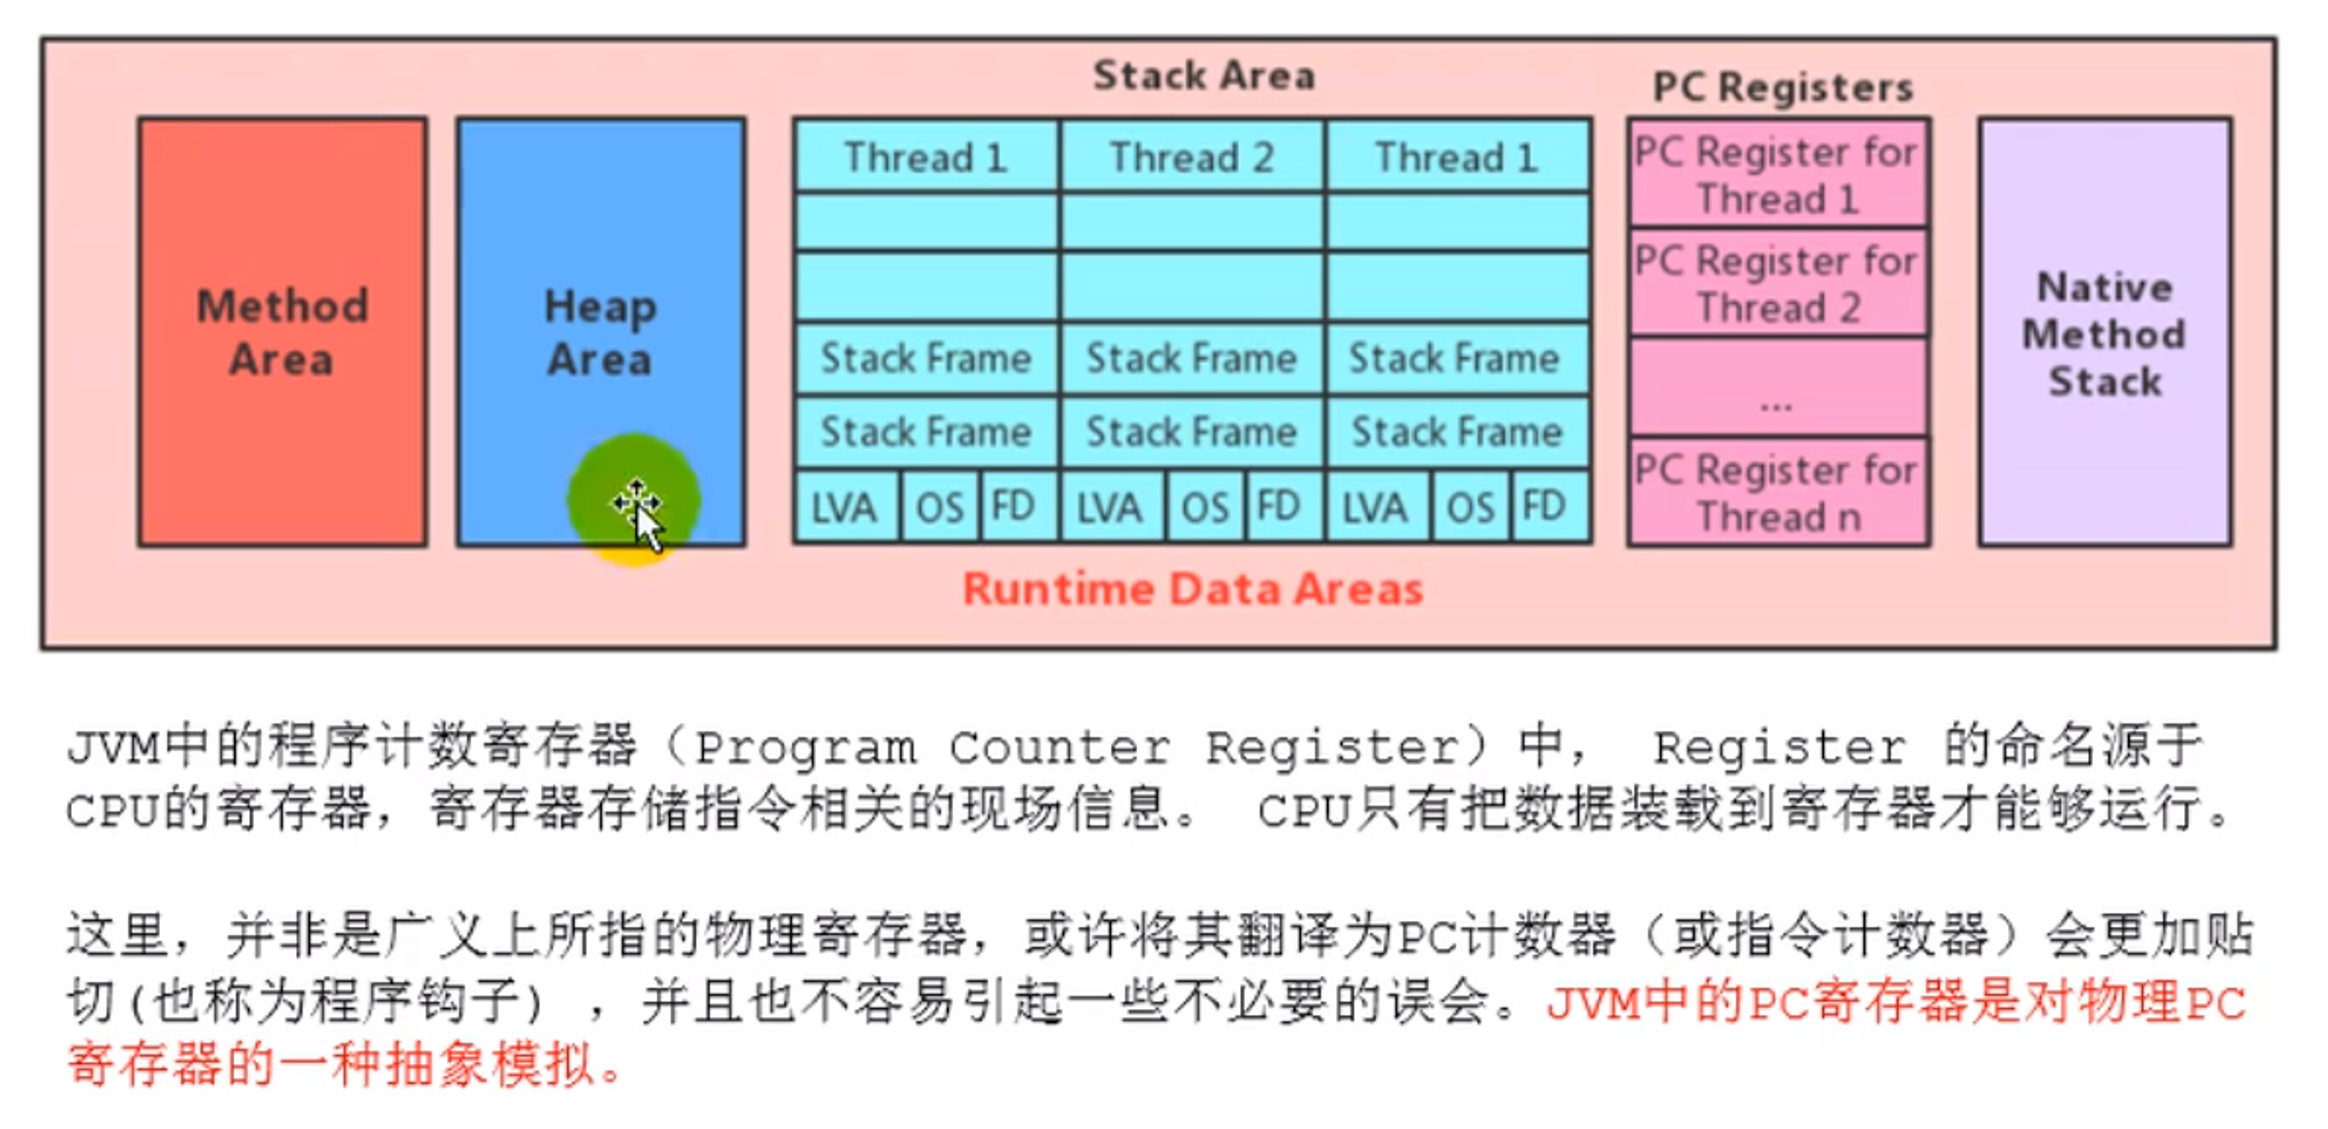 Stack Area
PC Registers
Method
Area
Heap
Area
Thread 1 Thread 2 Thread 1
Stack Frame Stack Frame Stack Frame
Stack Frame Stack Frame Stack Frame
LVA OS FD LVA OS FD LVA OS FD
PC Register for
Thread 1
PC Register for
Thread 2
...
PC Register for
Thread n
Native
Method
Stack
Runtime Data Areas
JVM中的程序计数寄存器（Program Counter Register）中， Register 的命名源于
CPU的寄存器，寄存器存储指令相关的现场信息。 CPU只有把数据装载到寄存器才能够运行。
这里，并非是广义上所指的物理寄存器，或许将其翻译为PC计数器（或指令计数器）会更加贴
切(也称为程序钩子) ，并且也不容易引起一些不必要的误会。JVM中的PC寄存器是对物理PC
寄存器的一种抽象模拟。